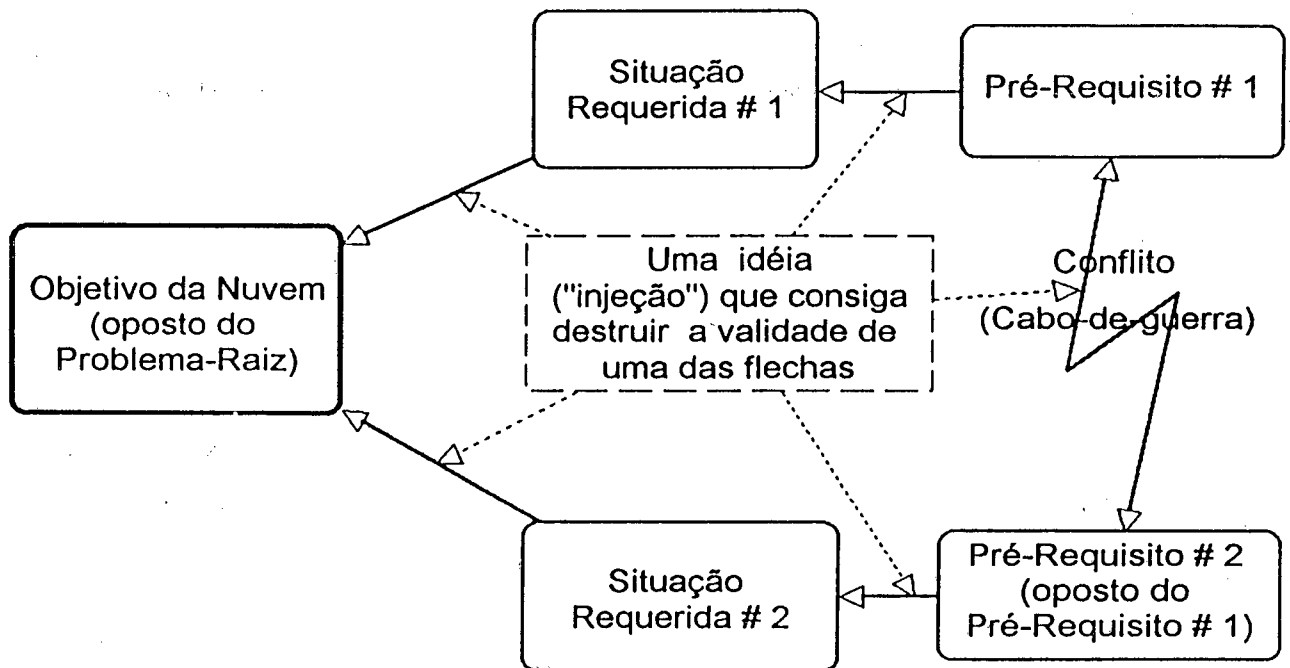 Situação
Requerida # 1
Pré-Requisito # 1
Objetivo da Nuvem
(oposto do
Problema-Raiz)
Uma idéia
("injeção") que consiga
destruir a validade de
uma das flechas
Conflito
(Cabo-de-guerra)
Situação
Requerida # 2
Pré-Requisito # 2
(oposto do
Pré-Requisito # 1)